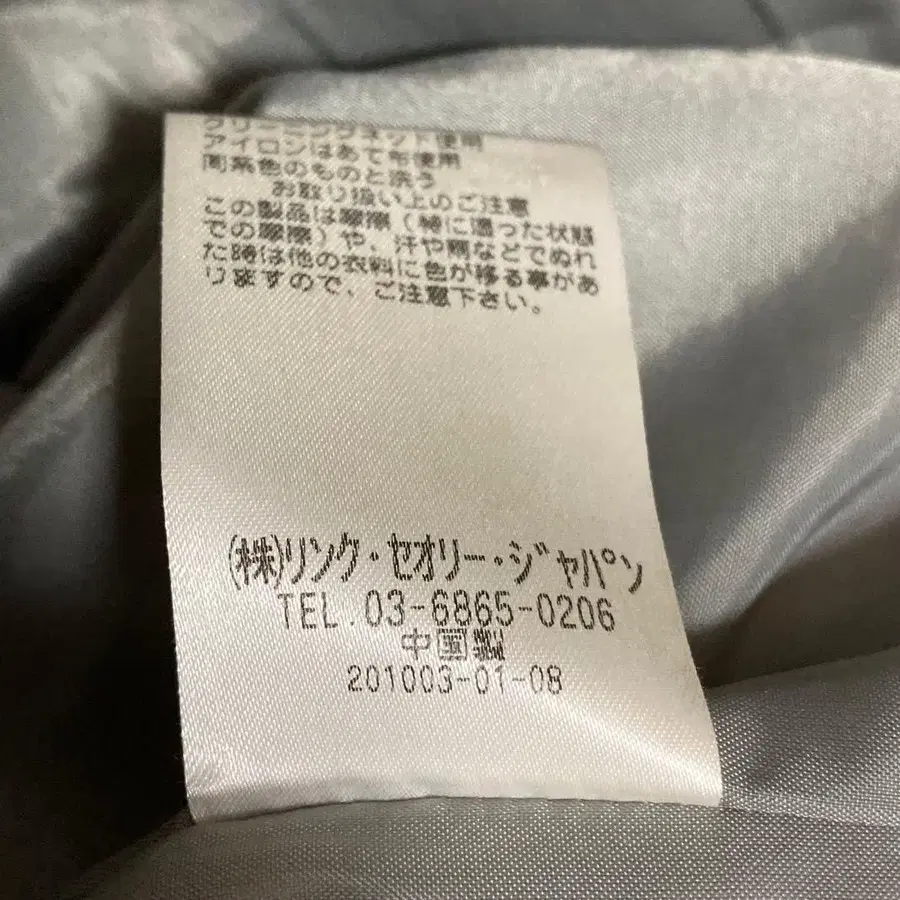 クリーニングネット使用
アイロンはあて布使用
同系色のものと洗う
お取り扱い上のご注意
この製品は摩擦(特に湿った状態
での摩擦)や、汗や雨などでぬれ
た時は他の衣料に色が移る事があ
りますので、ご注意下さい。
(株)リンク・セオリー・ジャパン
TEL.03-6865-0206
中国製
201003-01-08